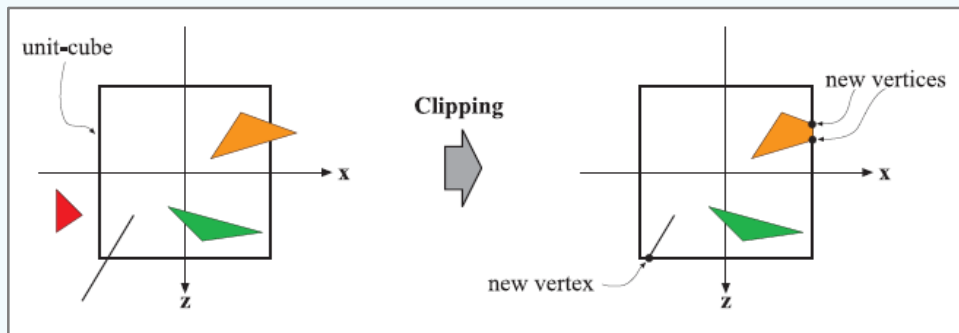 unit-cube
x
z
Clipping
new vertices
x
new vertex
z